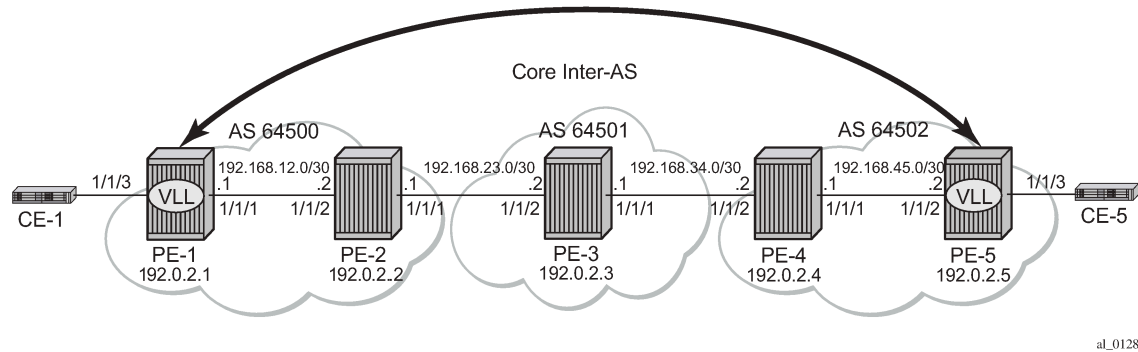 Core Inter-AS
AS 64500
AS 64501
AS 64502
192.168.12.0/30
192.168.23.0/30
192.168.34.0/30
192.168.45.0/30
1/1/3
VLL
.1
.2
.1
.2
.1
.2
.1
.2
VLL
1/1/3
CE-1
1/1/1
1/1/2
1/1/1
1/1/2
1/1/1
1/1/2
1/1/1
1/1/2
CE-5
PE-1
192.0.2.1
PE-2
192.0.2.2
PE-3
192.0.2.3
PE-4
192.0.2.4
PE-5
192.0.2.5
al_0128